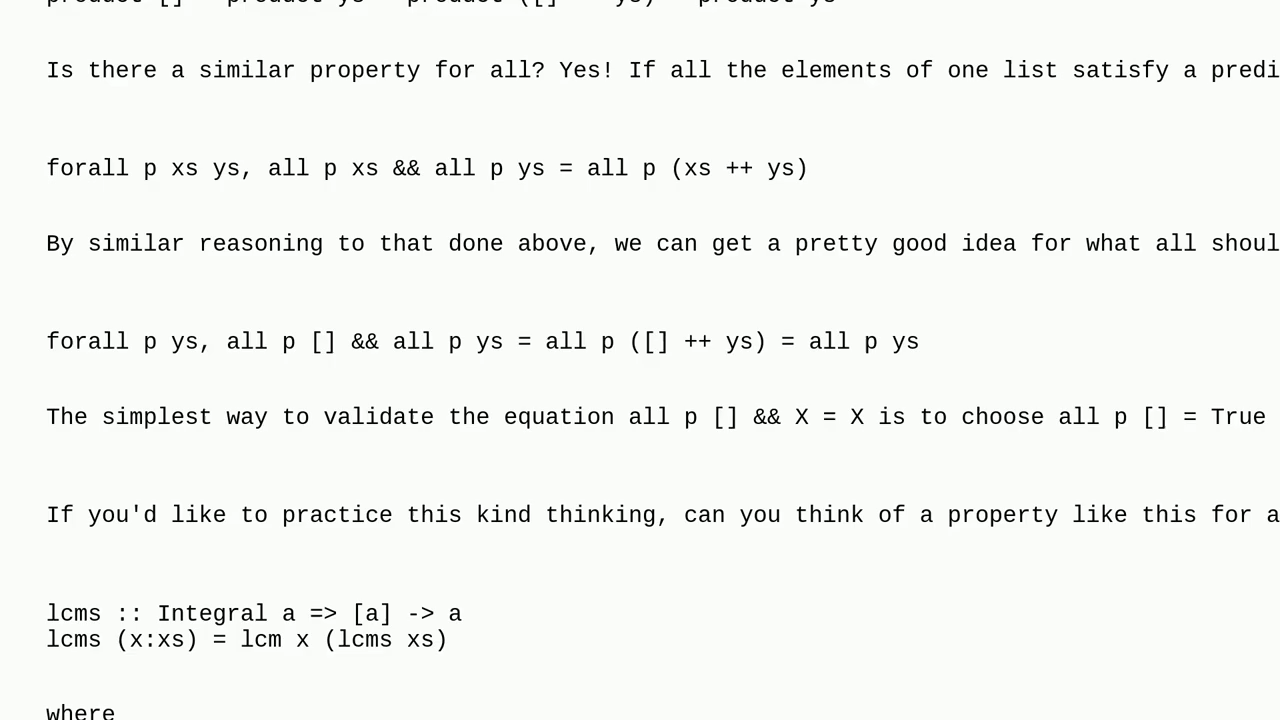 Is there a similar property for all? Yes! If all the elements of one list satisfy a predi
forall p xs ys, all p xs && all p ys = all p (xs ++ ys)
By similar reasoning to that done above, we can get a pretty good idea for what all shoul
forall p ys, all p [] && all p ys = all p ([] ++ ys) = all p ys
The simplest way to validate the equation all p [] && X = X is to choose all p [] = True
If you'd like to practice this kind thinking, can you think of a property like this for a
lcms :: Integral a => [a] -> a
lcms (x:xs) = lcm x (lcms xs)
where